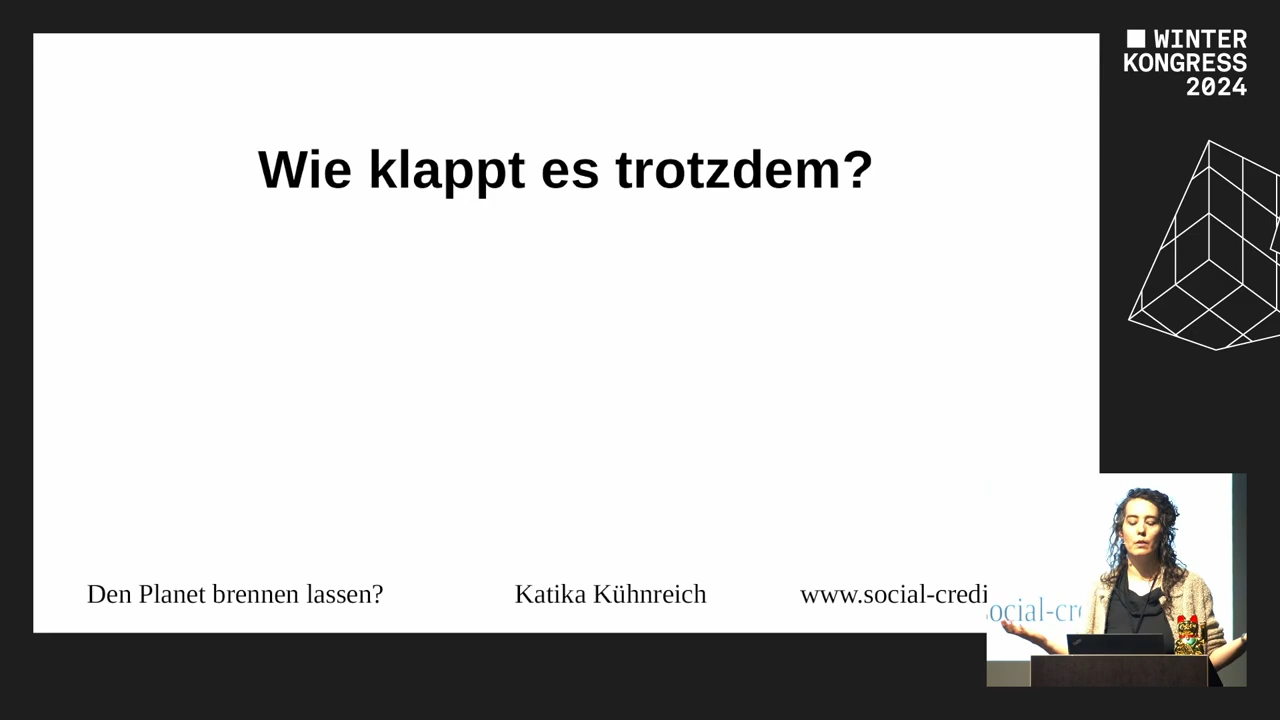 WINTER
KONGRESS
2024
Wie klappt es trotzdem?
Den Planet brennen lassen? Katika Kühnreich www.social-credi
social-cre